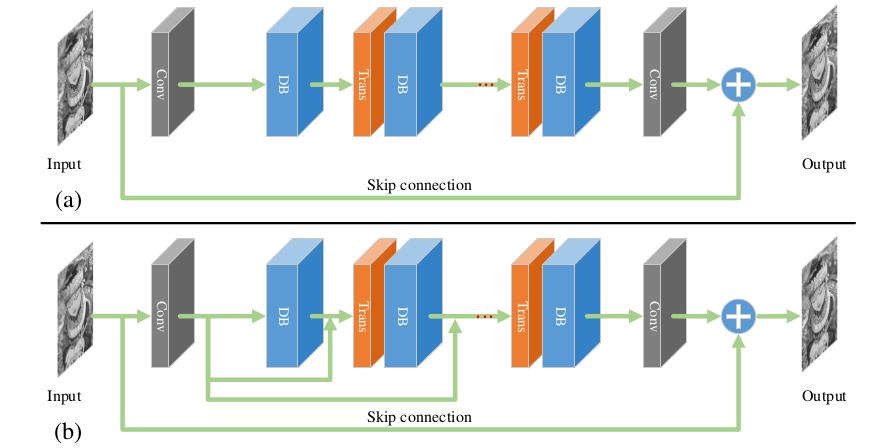 Conv
DB
Trans
DB
...
Trans
DB
Conv
Input
Output
Skip connection
(a)
Conv
DB
Trans
DB
...
Trans
DB
Conv
Input
Output
Skip connection
(b)